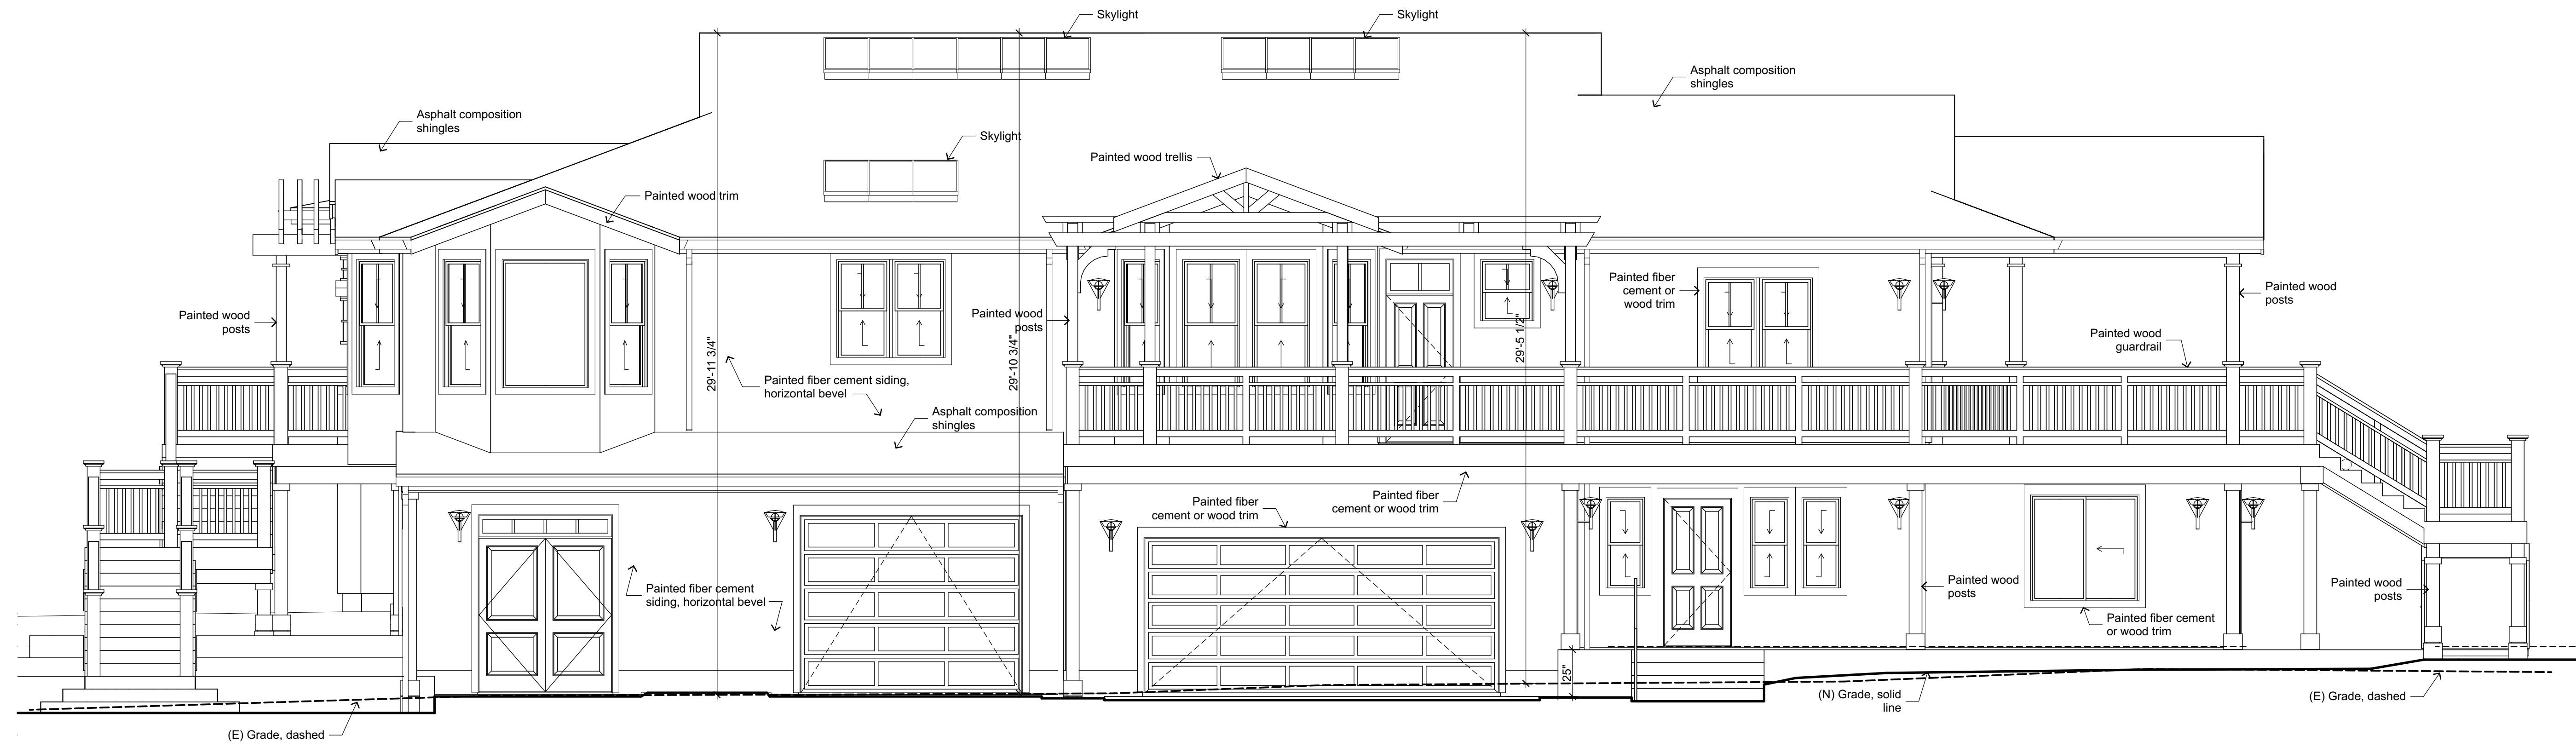 Skylight
Skylight
Asphalt composition
shingles
Asphalt composition
shingles
Skylight
Painted wood trellis
Painted wood trim
Painted fiber
cement or
wood trim
Painted wood
posts
Painted wood
posts
Painted wood
posts
Painted wood
guardrail
29'-11 3/4"
29'-10 3/4"
29'-5 1/2"
Painted fiber cement siding,
horizontal bevel
Asphalt composition
shingles
Painted fiber
cement or wood trim
Painted fiber
cement or wood trim
Painted fiber cement
siding, horizontal bevel
Painted wood
posts
Painted wood
posts
Painted fiber cement
or wood trim
25"
(N) Grade, solid
line
(E) Grade, dashed
(E) Grade, dashed